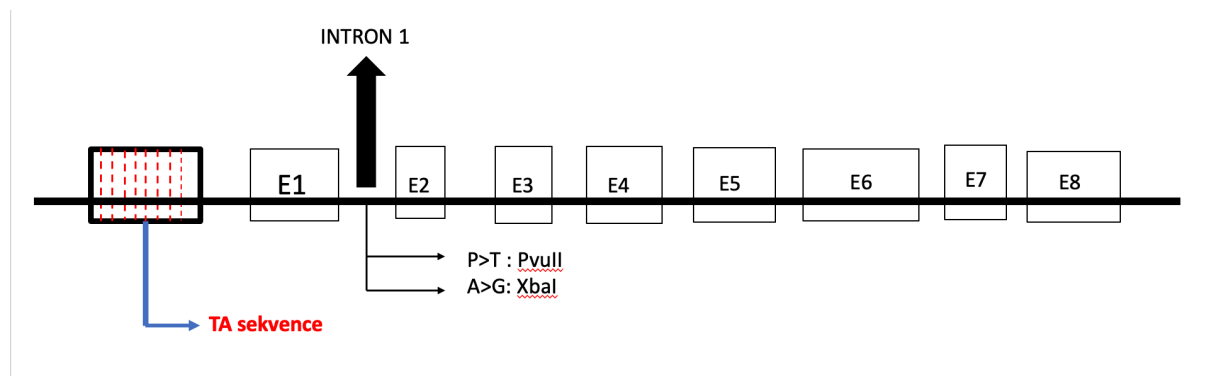 INTRON 1
E1
E2
E3
E4
E5
E6
E7
E8
P>T : PvuII
A>G: XbaI
TA sekvence